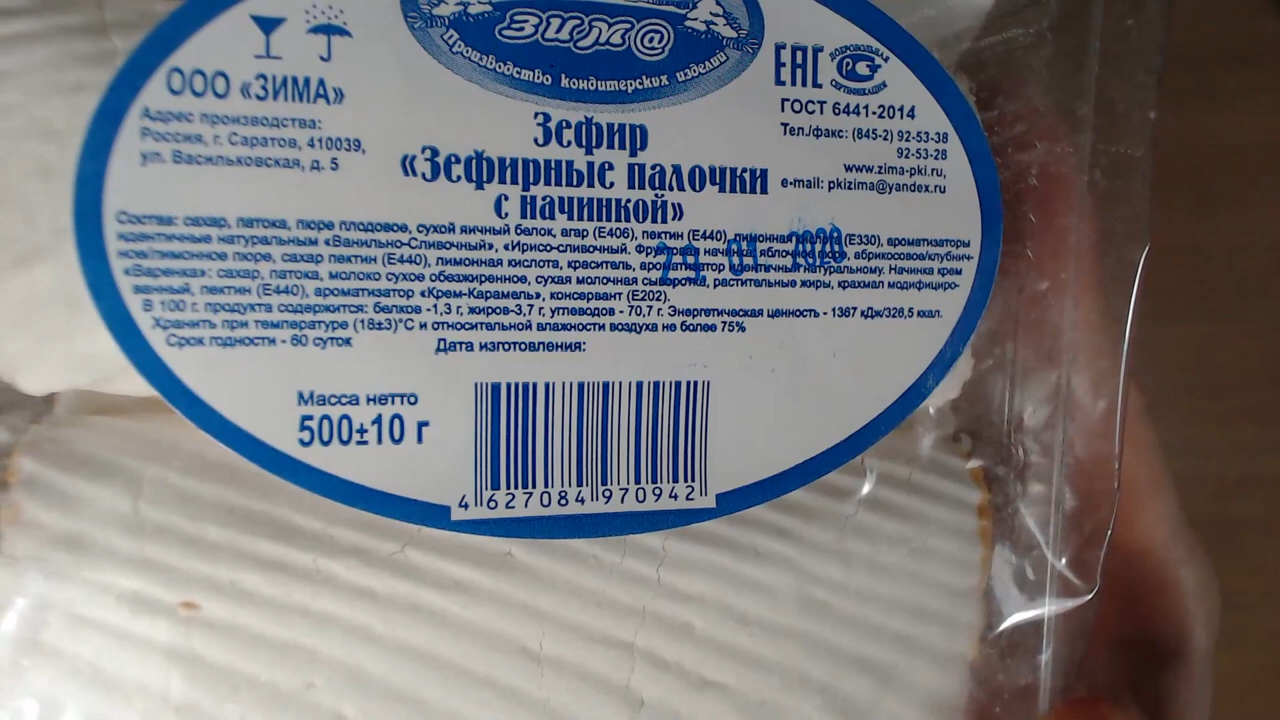 ЗИМ@
Производство кондитерских изделий
ООО «ЗИМА»
Адрес производства:
Россия, г. Саратов, 410039,
ул. Васильковская, д. 5
ЕАС
ДОБРОВОЛЬНАЯ
РСТ
СЕРТИФИКАЦИЯ
ГОСТ 6441-2014
Тел./факс: (845-2) 92-53-38
92-53-28
www.zima-pki.ru,
e-mail: pkizima@yandex.ru
Зефир
«Зефирные палочки
с начинкой»
Состав: сахар, патока, пюре плодовое, сухой яичный белок, агар (Е406), пектин (Е440), лимонная кислота (Е330), ароматизаторы
идентичные натуральным «Ванильно-Сливочный», «Ирисо-сливочный. Фруктовая начинка: яблочное пюре, абрикосовое/клубнич-
ное/лимонное пюре, сахар пектин (Е440), лимонная кислота, краситель, ароматизатор идентичный натуральному. Начинка крем
«Варенка»: сахар, патока, молоко сухое обезжиренное, сухая молочная сыворотка, растительные жиры, крахмал модифициро-
ванный, пектин (Е440), ароматизатор «Крем-Карамель», консервант (Е202).
В 100 г. продукта содержится: белков -1,3 г, жиров-3,7 г, углеводов - 70,7 г. Энергетическая ценность - 1367 кДж/326,5 ккал.
Хранить при температуре (18±3)°С и относительной влажности воздуха не более 75%
Срок годности - 60 суток
Дата изготовления:
29 01 2020
Масса нетто
500±10 г
4 627084 970942